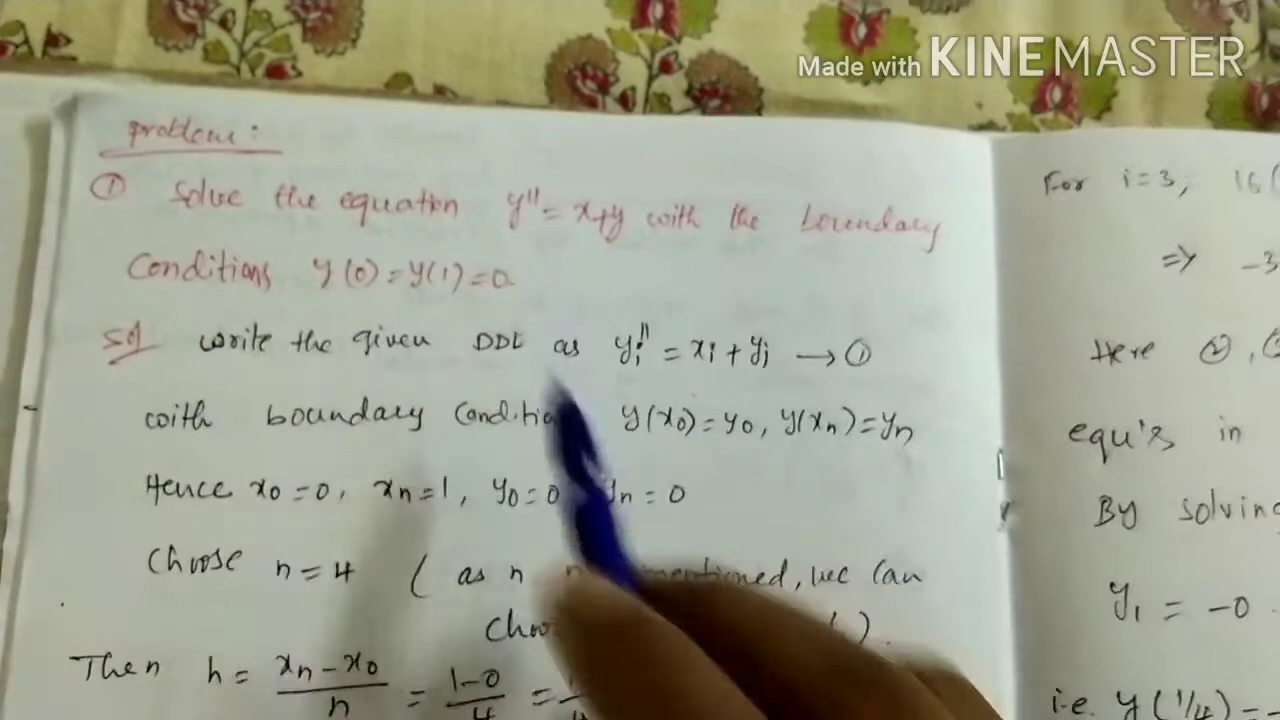 Made with KINEMASTER
problem:
① Solve the equation y'' = x+y with the boundary
Conditions y(0) = y(1) = 0
Sol Write the given as yᵢ'' = xᵢ + yᵢ → ①
with boundary y(x₀) = y₀, y(xₙ) = yₙ
Hence x₀ = 0, xₙ = 1, y₀ = 0 yₙ = 0
Choose n = 4 ( as n mentioned, we can
).
Then h = xₙ - x₀ / n = 1-0 / 4 =
For i=3, 16(
⇒ -3
Here ②,
equ's in
By solving
y₁ = -0
i.e. y(1/4) = -